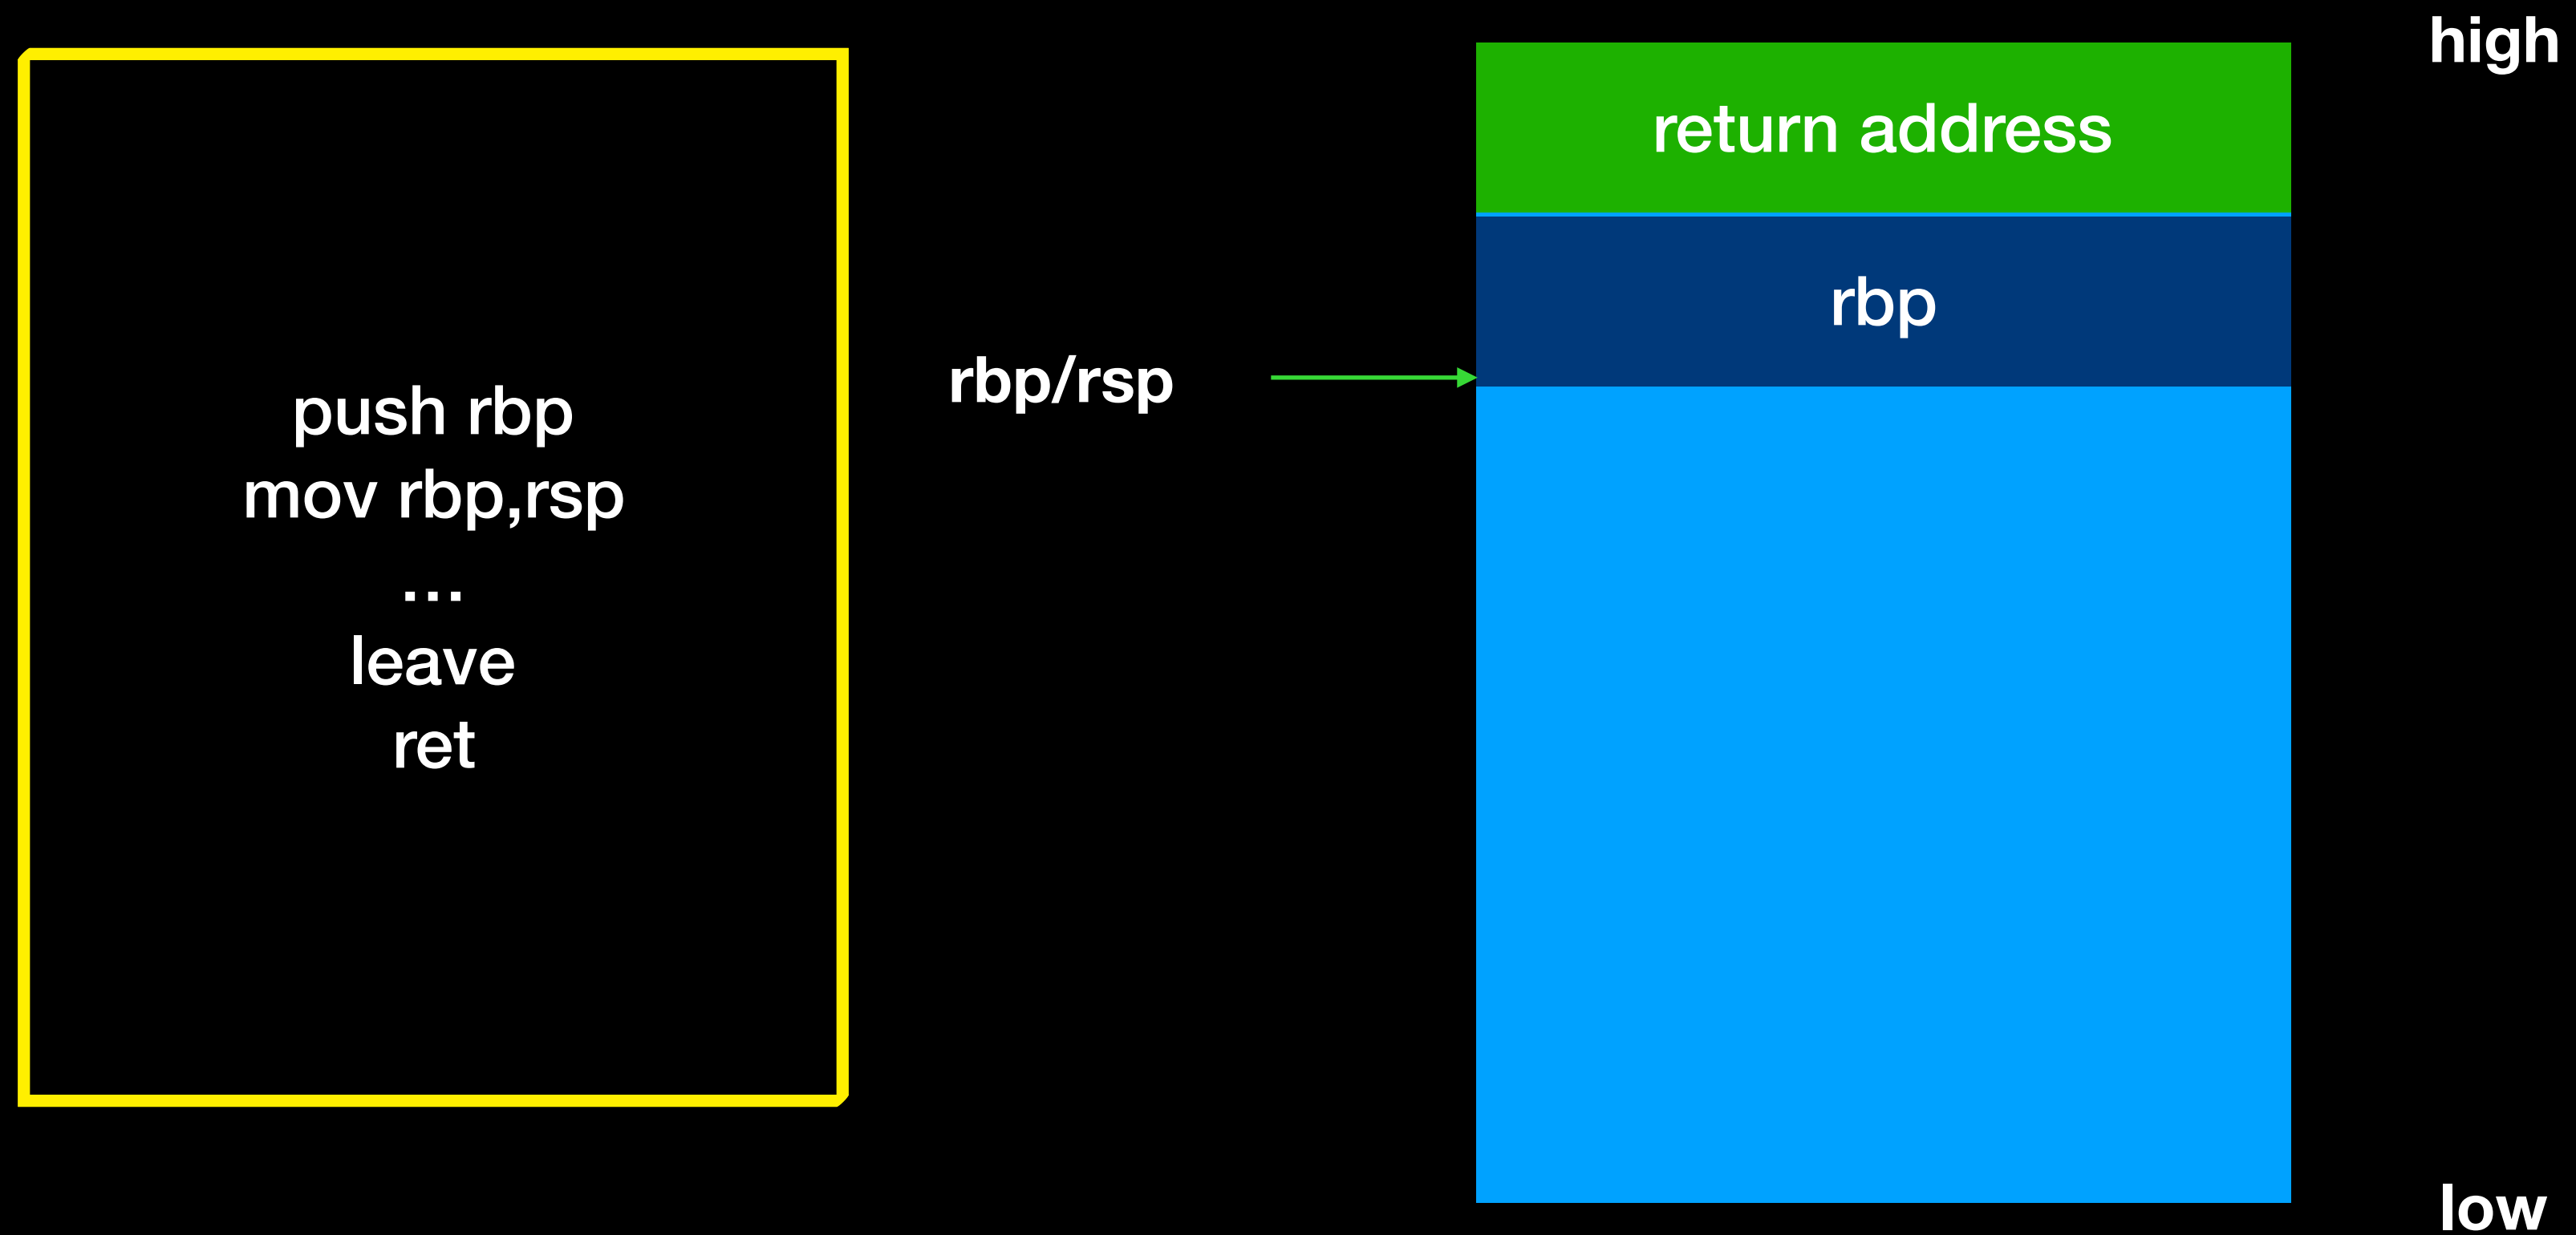 push rbp
mov rbp,rsp
…
leave
ret
rbp/rsp
return address
rbp
high
low